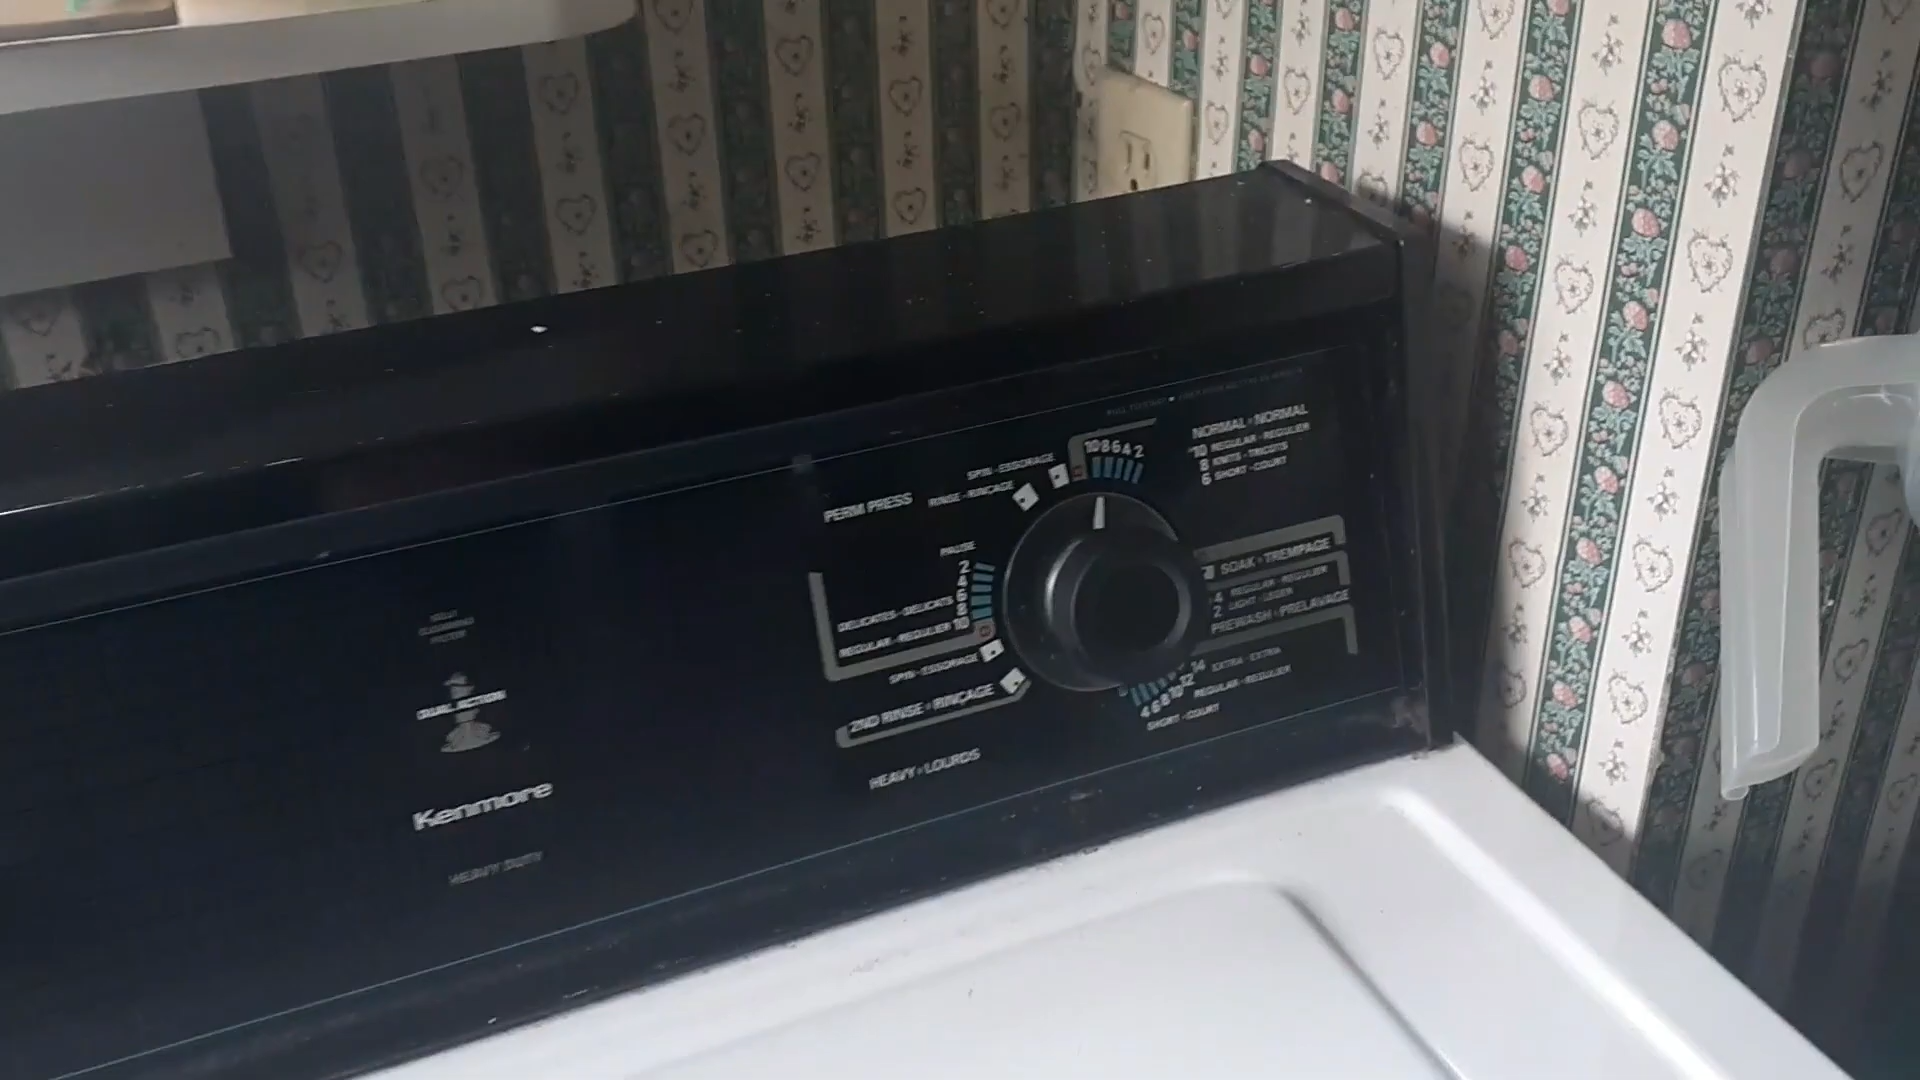 NORMAL • NORMAL
10 REGULAR • REGULIER
8 KNITS • TRICOTS
6 SHORT • COURT
10 8 6 4 2
SPIN • ESSORAGE
RINSE • RINÇAGE
PERM PRESS
PAUSE
2
4
6
DELICATES • DELICATS 8
REGULAR • REGULIER 10
SPIN • ESSORAGE
2ND RINSE • RINÇAGE
HEAVY • LOURDS
SOAK • TREMPAGE
4 REGULAR • REGULIER
2 LIGHT • LEGER
PREWASH • PRELAVAGE
14 EXTRA • EXTRA
12 REGULAR • REGULIER
4 6 8 10
SHORT • COURT
DUAL ACTION
Kenmore
HEAVY DUTY